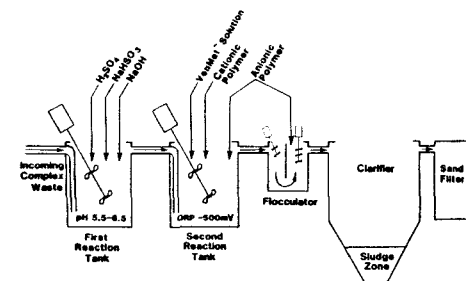 H₂SO₄
NaHSO₃
NaOH
VenMet™ Solution
Cationic
Polymer
Anionic
Polymer
Incoming
Complex
Waste
pH 5.5–6.5
First
Reaction
Tank
ORP -500mV
Second
Reaction
Tank
Flocculator
Clarifier
Sludge
Zone
Sand
Filter